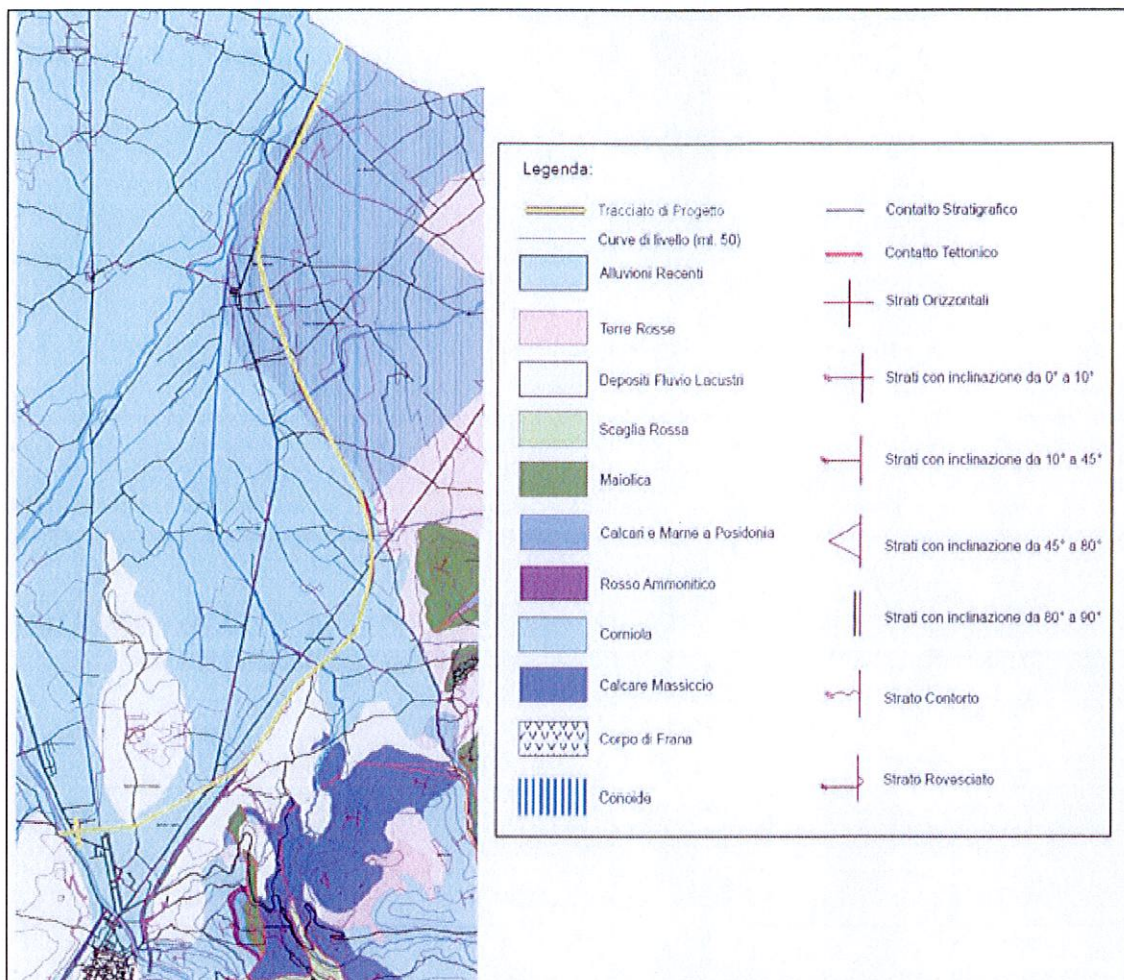 Legenda:
Tracciato di Progetto
Curve di livello (mt. 50)
Alluvioni Recenti
Terre Rosse
Depositi Fluvio Lacustri
Scaglia Rossa
Maiolica
Calcari e Marne a Posidonia
Rosso Ammonitico
Corniola
Calcare Massiccio
Corpo di Frana
Conoide
Contatto Stratigrafico
Contatto Tettonico
Strati Orizzontali
Strati con inclinazione da 0° a 10°
Strati con inclinazione da 10° a 45°
Strati con inclinazione da 45° a 80°
Strati con inclinazione da 80° a 90°
Strato Contorto
Strato Rovesciato